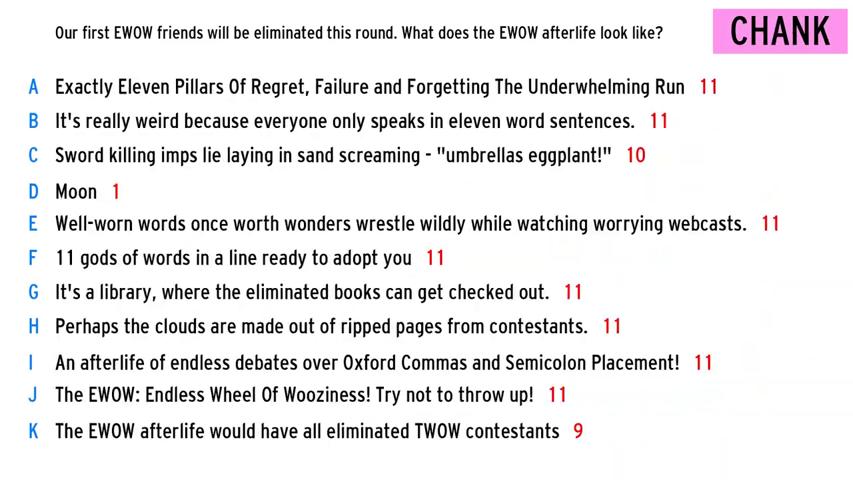 Our first EWOW friends will be eliminated this round. What does the EWOW afterlife look like?
CHANK
A Exactly Eleven Pillars Of Regret, Failure and Forgetting The Underwhelming Run 11
B It's really weird because everyone only speaks in eleven word sentences. 11
C Sword killing imps lie laying in sand screaming - "umbrellas eggplant!" 10
D Moon 1
E Well-worn words once worth wonders wrestle wildly while watching worrying webcasts. 11
F 11 gods of words in a line ready to adopt you 11
G It's a library, where the eliminated books can get checked out. 11
H Perhaps the clouds are made out of ripped pages from contestants. 11
I An afterlife of endless debates over Oxford Commas and Semicolon Placement! 11
J The EWOW: Endless Wheel Of Wooziness! Try not to throw up! 11
K The EWOW afterlife would have all eliminated TWOW contestants 9